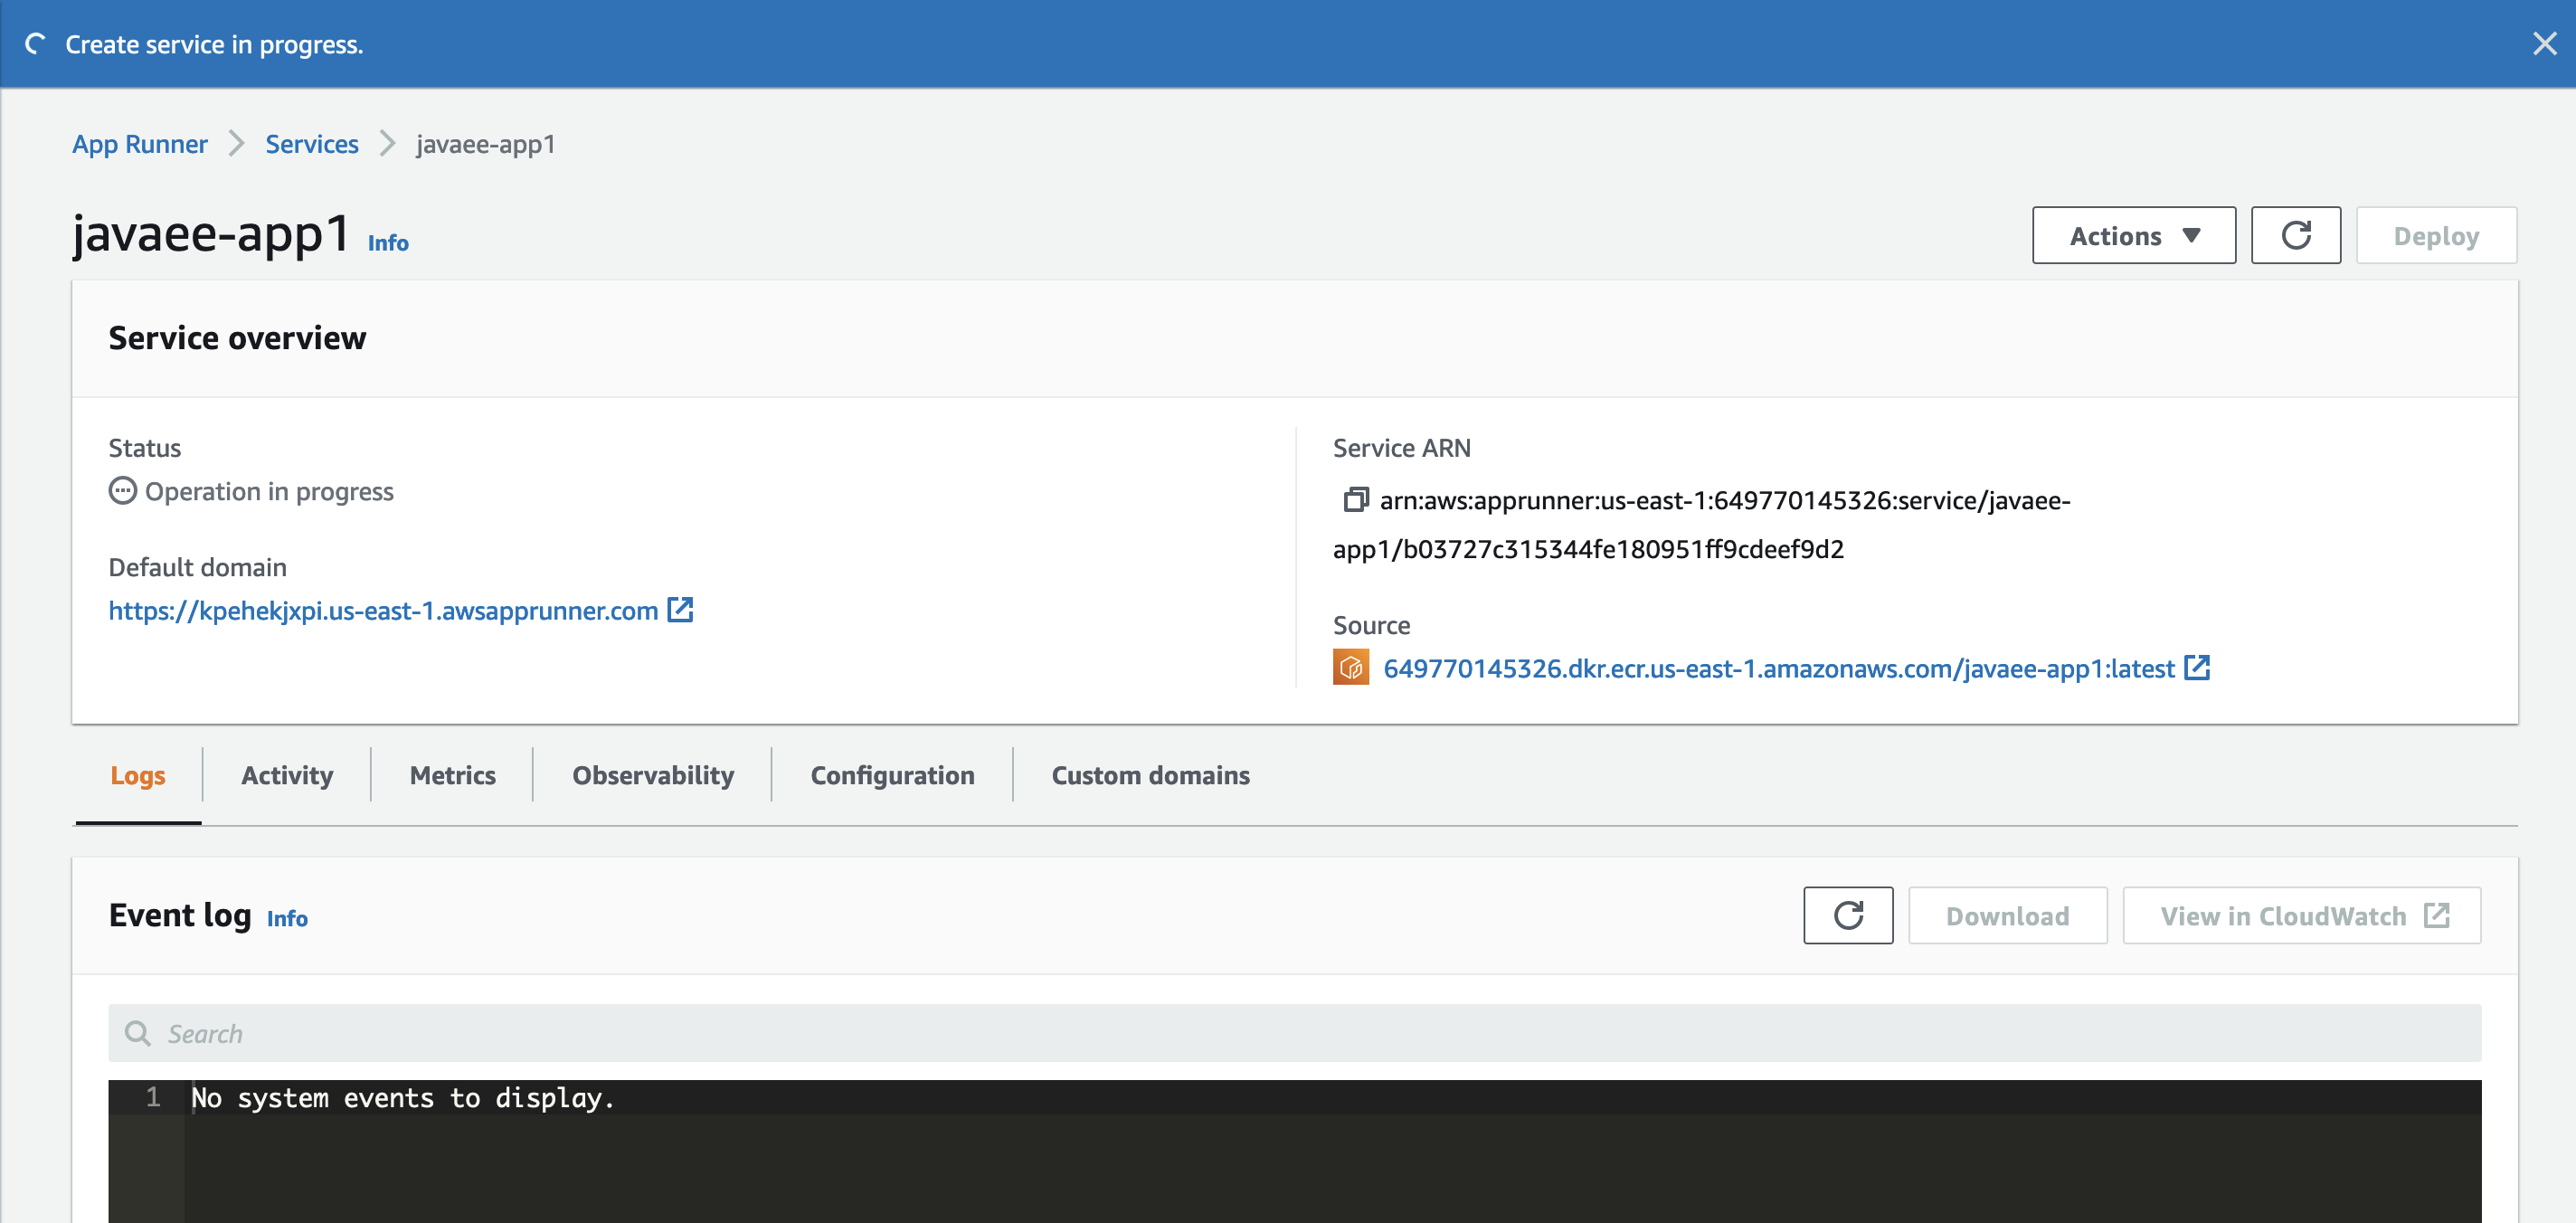 Create service in progress.
App Runner > Services > javaee-app1
javaee-app1 Info
Actions
Deploy
Service overview
Status
Operation in progress
Default domain
https://kpehekjxpi.us-east-1.awsapprunner.com
Service ARN
arn:aws:apprunner:us-east-1:649770145326:service/javaee-
app1/b03727c315344fe180951ff9cdeef9d2
Source
649770145326.dkr.ecr.us-east-1.amazonaws.com/javaee-app1:latest
Logs Activity Metrics Observability Configuration Custom domains
Event log Info
Download
View in CloudWatch
Search
1 No system events to display.